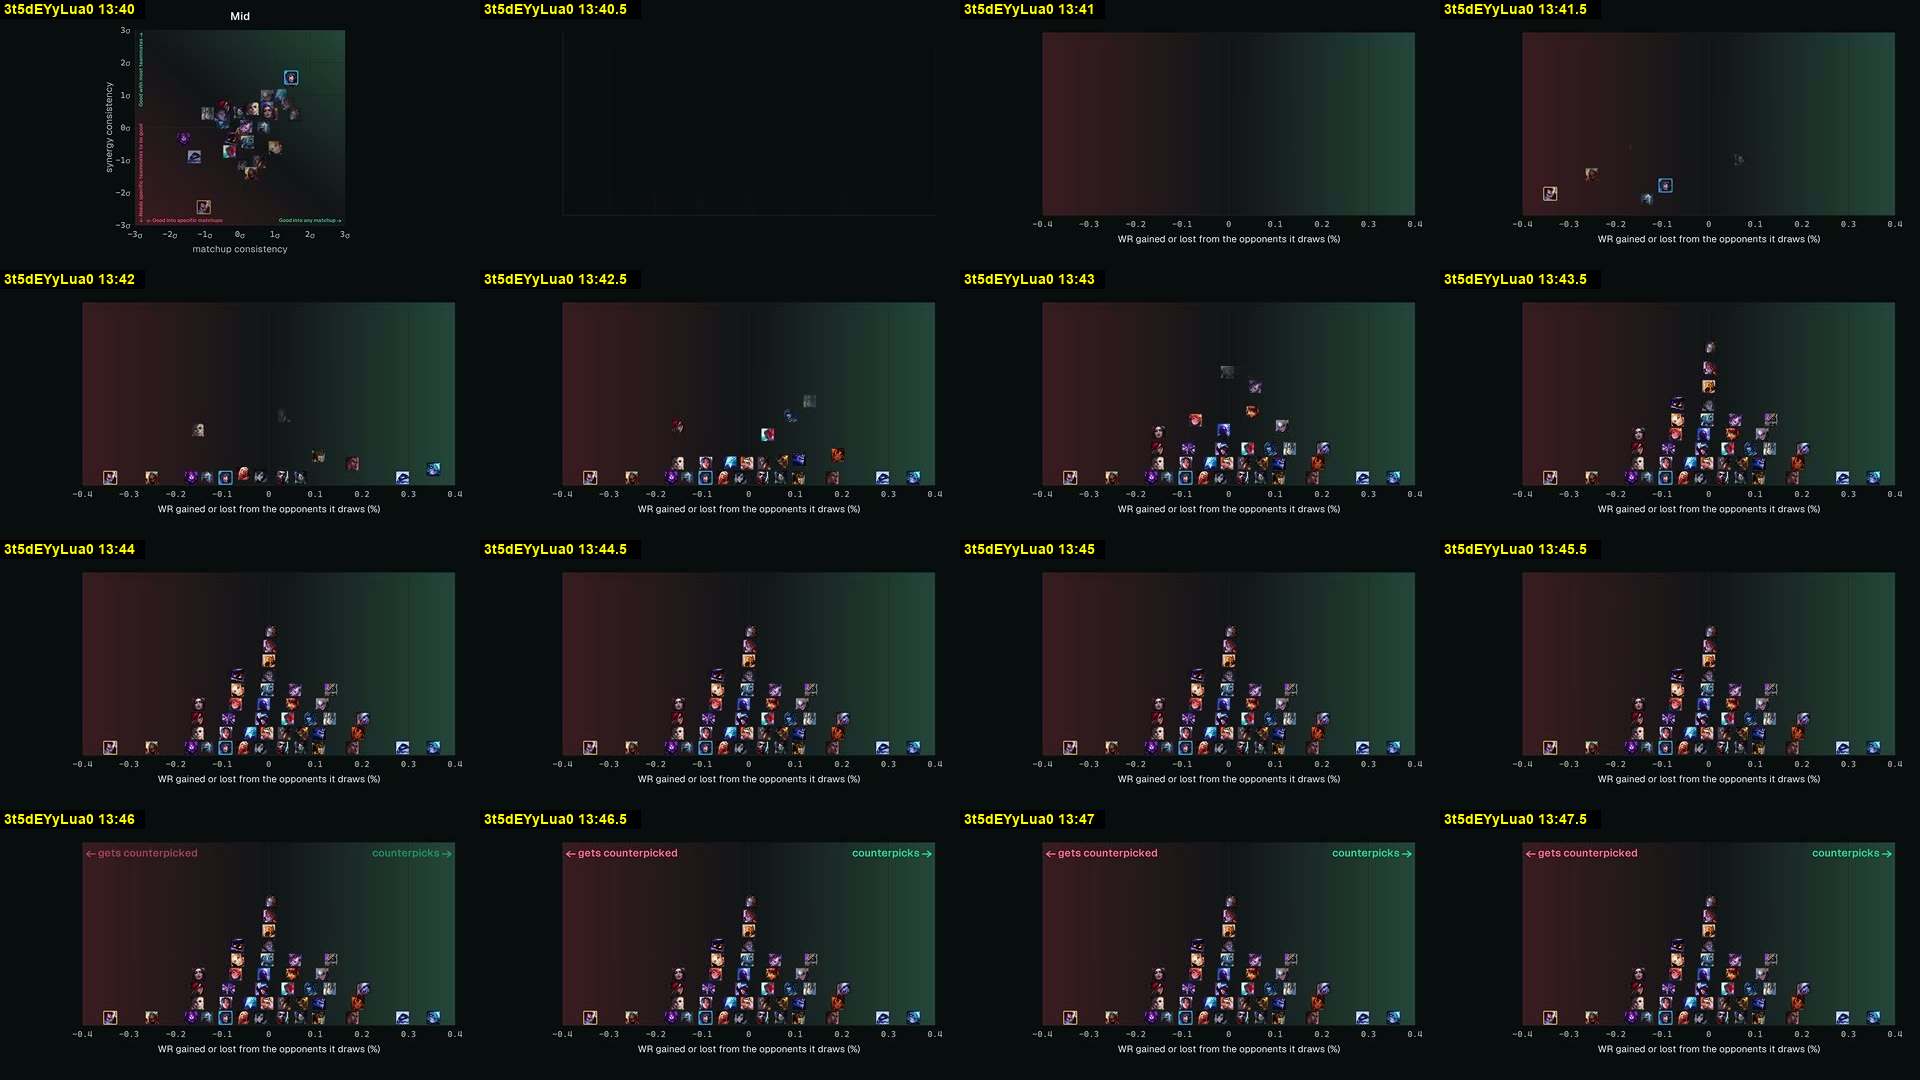 3t5dEYyLua0 13:40
Mid
3σ
2σ
1σ
0σ
−1σ
−2σ
−3σ
synergy consistency
Good with most teammates →
← Needs specific teammates to be good
← Good into specific matchups
Good into any matchup →
−3σ −2σ −1σ 0σ 1σ 2σ 3σ
matchup consistency
3t5dEYyLua0 13:40.5
3t5dEYyLua0 13:41
−0.4 −0.3 −0.2 −0.1 0 0.1 0.2 0.3 0.4
WR gained or lost from the opponents it draws (%)
3t5dEYyLua0 13:41.5
−0.4 −0.3 −0.2 −0.1 0 0.1 0.2 0.3 0.4
WR gained or lost from the opponents it draws (%)
3t5dEYyLua0 13:42
−0.4 −0.3 −0.2 −0.1 0 0.1 0.2 0.3 0.4
WR gained or lost from the opponents it draws (%)
3t5dEYyLua0 13:42.5
−0.4 −0.3 −0.2 −0.1 0 0.1 0.2 0.3 0.4
WR gained or lost from the opponents it draws (%)
3t5dEYyLua0 13:43
−0.4 −0.3 −0.2 −0.1 0 0.1 0.2 0.3 0.4
WR gained or lost from the opponents it draws (%)
3t5dEYyLua0 13:43.5
−0.4 −0.3 −0.2 −0.1 0 0.1 0.2 0.3 0.4
WR gained or lost from the opponents it draws (%)
3t5dEYyLua0 13:44
−0.4 −0.3 −0.2 −0.1 0 0.1 0.2 0.3 0.4
WR gained or lost from the opponents it draws (%)
3t5dEYyLua0 13:44.5
−0.4 −0.3 −0.2 −0.1 0 0.1 0.2 0.3 0.4
WR gained or lost from the opponents it draws (%)
3t5dEYyLua0 13:45
−0.4 −0.3 −0.2 −0.1 0 0.1 0.2 0.3 0.4
WR gained or lost from the opponents it draws (%)
3t5dEYyLua0 13:45.5
−0.4 −0.3 −0.2 −0.1 0 0.1 0.2 0.3 0.4
WR gained or lost from the opponents it draws (%)
3t5dEYyLua0 13:46
← gets counterpicked
counterpicks →
−0.4 −0.3 −0.2 −0.1 0 0.1 0.2 0.3 0.4
WR gained or lost from the opponents it draws (%)
3t5dEYyLua0 13:46.5
← gets counterpicked
counterpicks →
−0.4 −0.3 −0.2 −0.1 0 0.1 0.2 0.3 0.4
WR gained or lost from the opponents it draws (%)
3t5dEYyLua0 13:47
← gets counterpicked
counterpicks →
−0.4 −0.3 −0.2 −0.1 0 0.1 0.2 0.3 0.4
WR gained or lost from the opponents it draws (%)
3t5dEYyLua0 13:47.5
← gets counterpicked
counterpicks →
−0.4 −0.3 −0.2 −0.1 0 0.1 0.2 0.3 0.4
WR gained or lost from the opponents it draws (%)